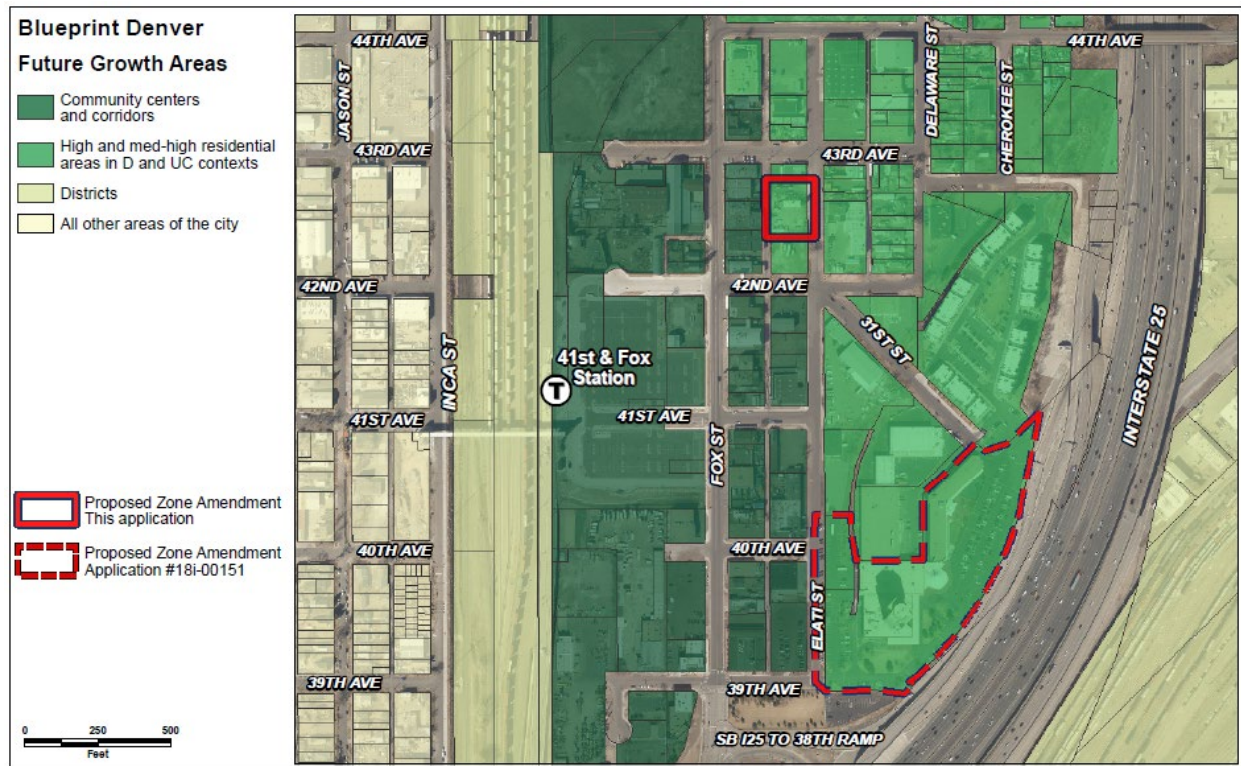 Blueprint Denver
Future Growth Areas
Community centers
and corridors
High and med-high residential
areas in D and UC contexts
Districts
All other areas of the city
Proposed Zone Amendment
This application
Proposed Zone Amendment
Application #18i-00151
0 250 500
Feet
44TH AVE
44TH AVE
JASON ST
DELAWARE ST
CHEROKEE ST
43RD AVE
43RD AVE
42ND AVE
42ND AVE
31ST ST
INTERSTATE 25
41st & Fox
Station
T
INCA ST
41ST AVE
41ST AVE
FOX ST
40TH AVE
40TH AVE
ELATI ST
39TH AVE
39TH AVE
SB I25 TO 38TH RAMP